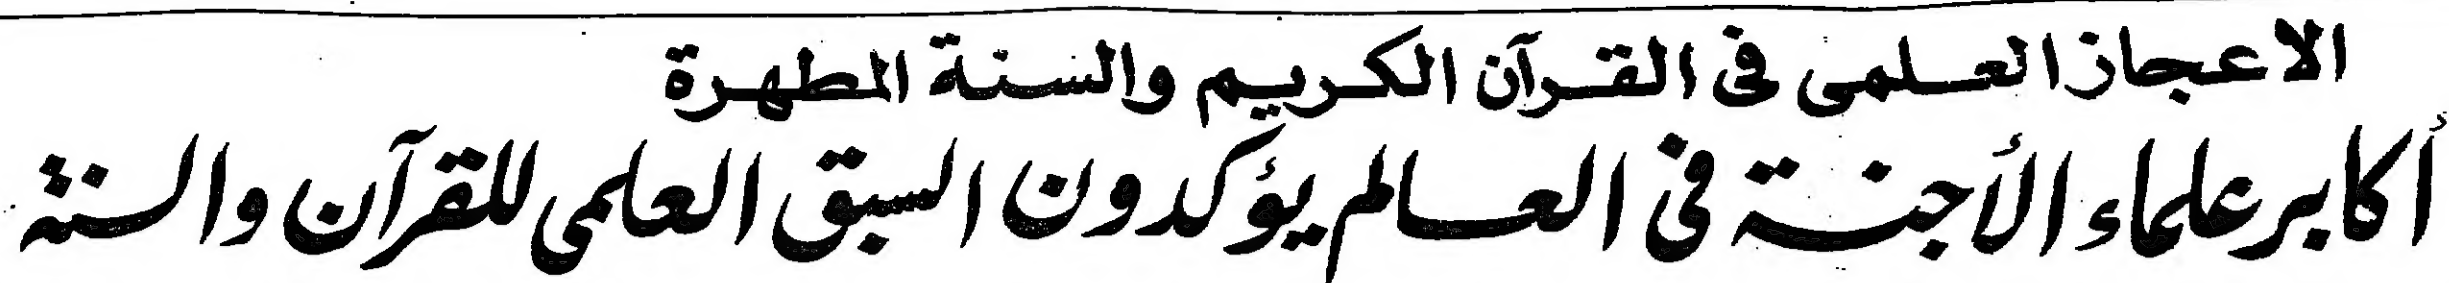 الاعجاز العلمى فى القرآن الكريم والسنة المطهرة
أكابر علماء الأجنة فى العالم يؤكدون السبق العلمى للقرآن والسنة